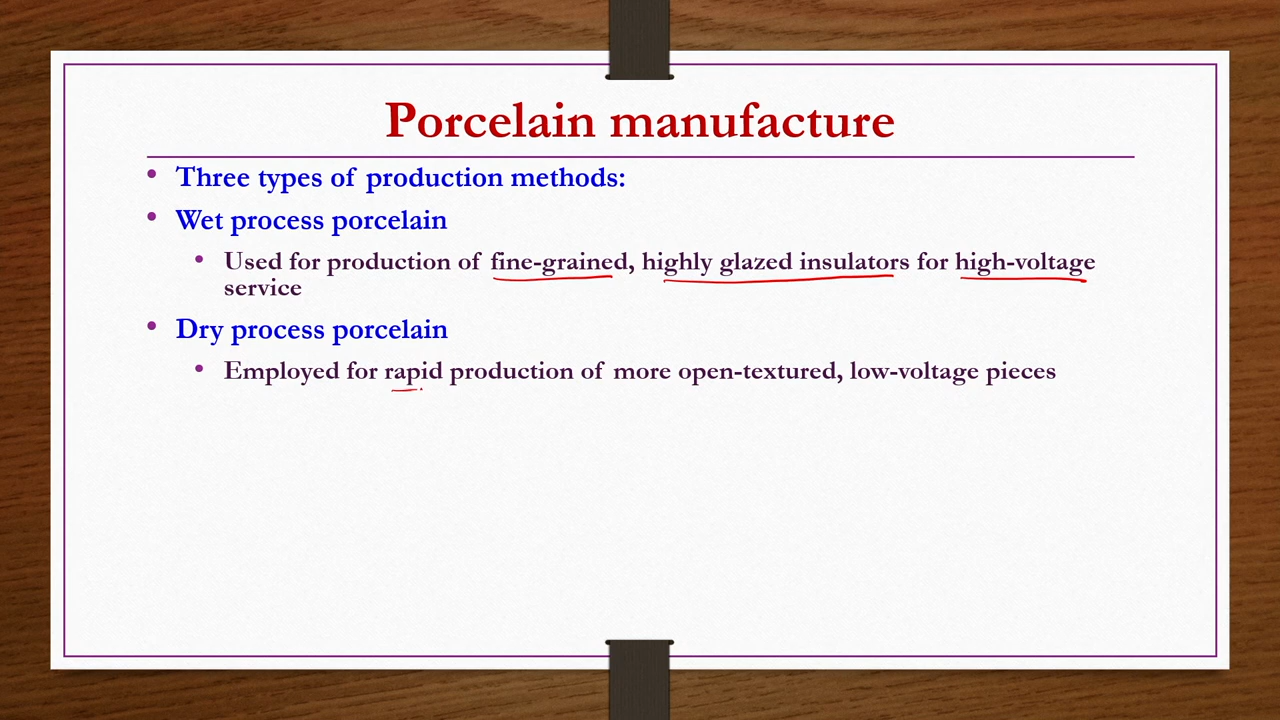 Porcelain manufacture
• Three types of production methods:
• Wet process porcelain
• Used for production of fine-grained, highly glazed insulators for high-voltage
service
• Dry process porcelain
• Employed for rapid production of more open-textured, low-voltage pieces